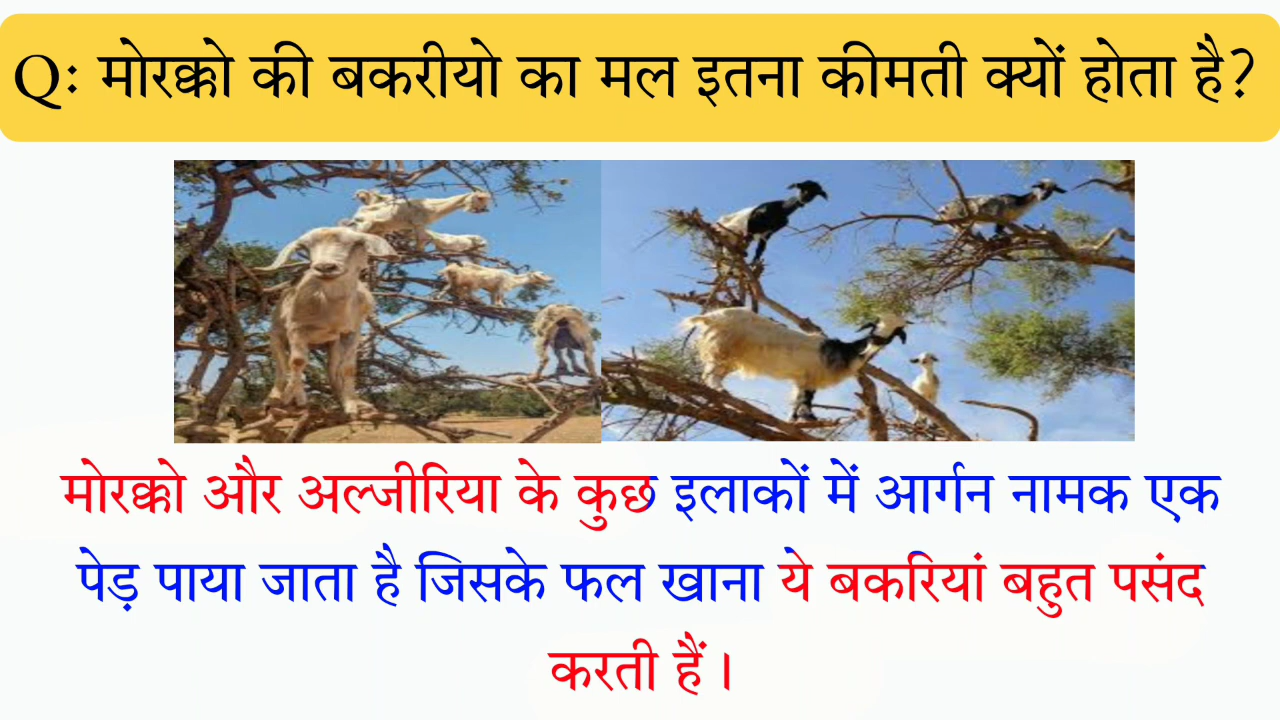 Q: मोरक्को की बकरीयो का मल इतना कीमती क्यों होता है?
मोरक्को और अल्जीरिया के कुछ इलाकों में आर्गन नामक एक
पेड़ पाया जाता है जिसके फल खाना ये बकरियां बहुत पसंद
करती हैं।